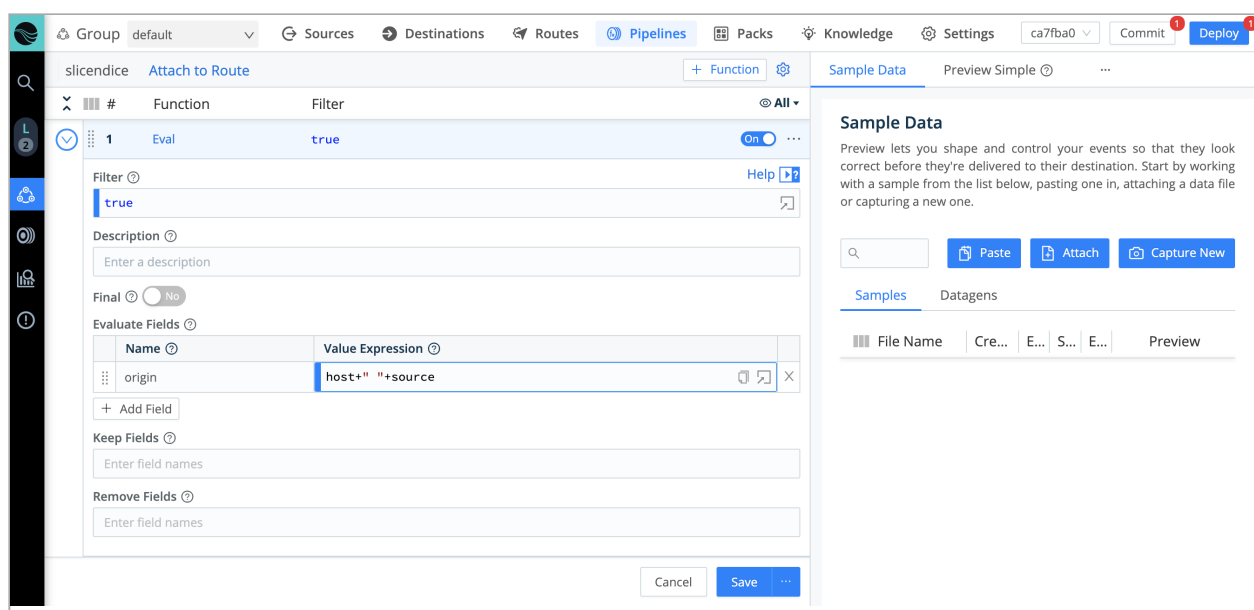 Group default Sources Destinations Routes Pipelines Packs Knowledge Settings ca7fba0 Commit 1 Deploy 1
slicendice Attach to Route + Function
# Function Filter All
1 Eval true On ...
Filter
Help
true
Description
Enter a description
Final No
Evaluate Fields
Name Value Expression
origin host+" "+source
+ Add Field
Keep Fields
Enter field names
Remove Fields
Enter field names
Cancel Save ...
L
2
Sample Data Preview Simple ...
Sample Data
Preview lets you shape and control your events so that they look
correct before they're delivered to their destination. Start by working
with a sample from the list below, pasting one in, attaching a data file
or capturing a new one.
Paste Attach Capture New
Samples Datagens
File Name Cre... E... S... E... Preview